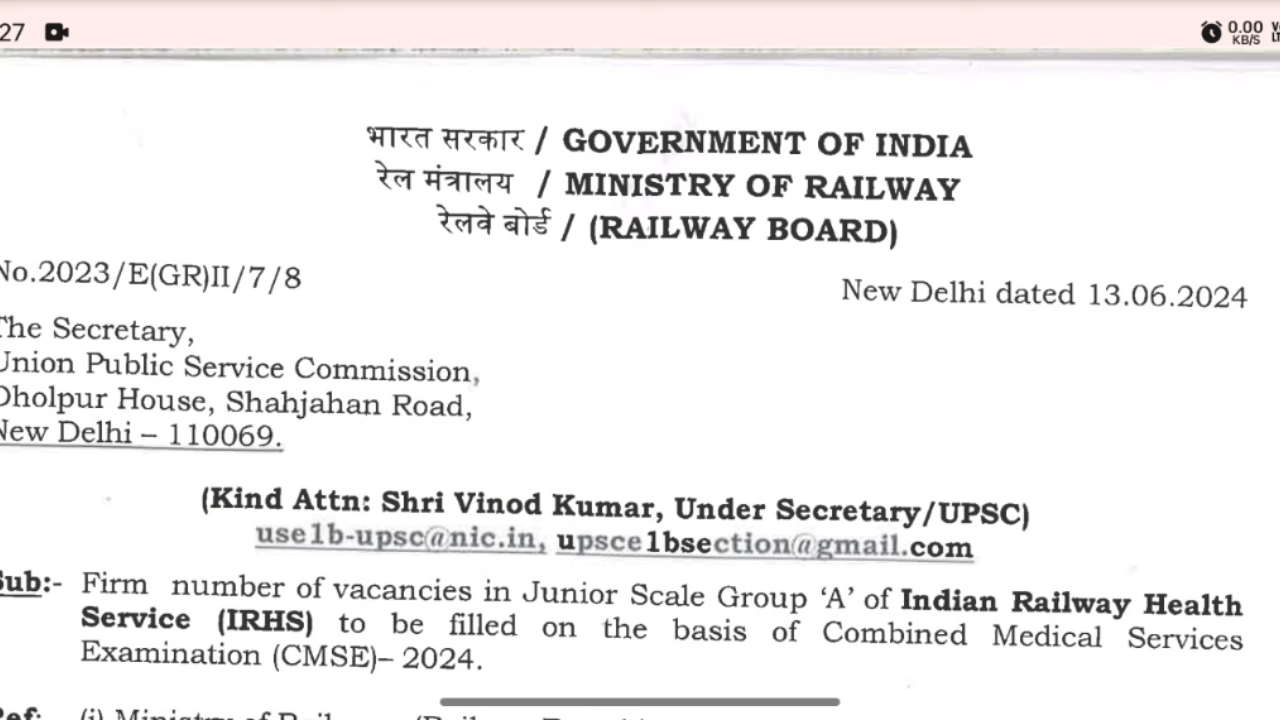 27
0.00
KB/S
भारत सरकार / GOVERNMENT OF INDIA
रेल मंत्रालय / MINISTRY OF RAILWAY
रेलवे बोर्ड / (RAILWAY BOARD)
No.2023/E(GR)II/7/8
New Delhi dated 13.06.2024
The Secretary,
Union Public Service Commission,
Dholpur House, Shahjahan Road,
New Delhi – 110069.
(Kind Attn: Shri Vinod Kumar, Under Secretary/UPSC)
use1b-upsc@nic.in, upsce1bsection@gmail.com
Sub:- Firm number of vacancies in Junior Scale Group ‘A’ of Indian Railway Health
Service (IRHS) to be filled on the basis of Combined Medical Services
Examination (CMSE)– 2024.
Ref: (i) Ministry of